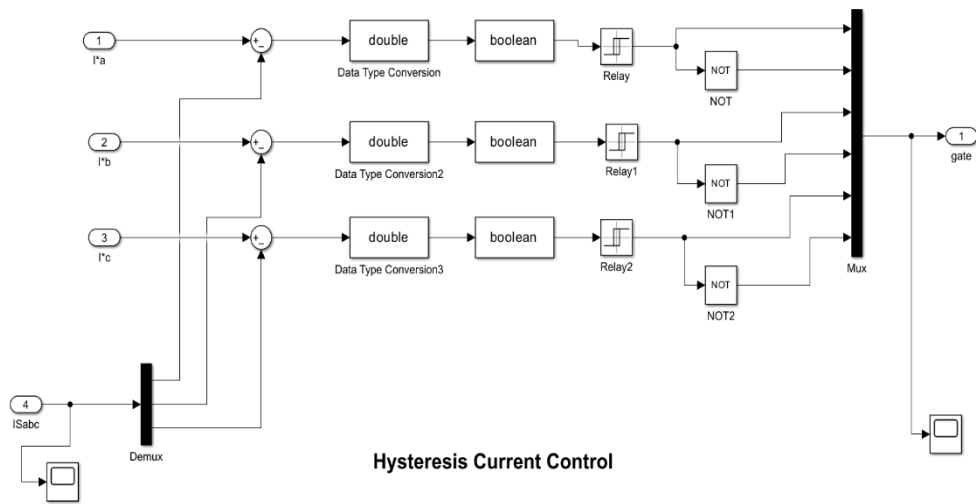 1
I*a
+
−
double
Data Type Conversion
boolean
Relay
NOT
NOT
2
I*b
+
−
double
Data Type Conversion2
boolean
Relay1
NOT
NOT1
1
gate
3
I*c
+
−
double
Data Type Conversion3
boolean
Relay2
NOT
NOT2
Mux
4
ISabc
Demux
Hysteresis Current Control